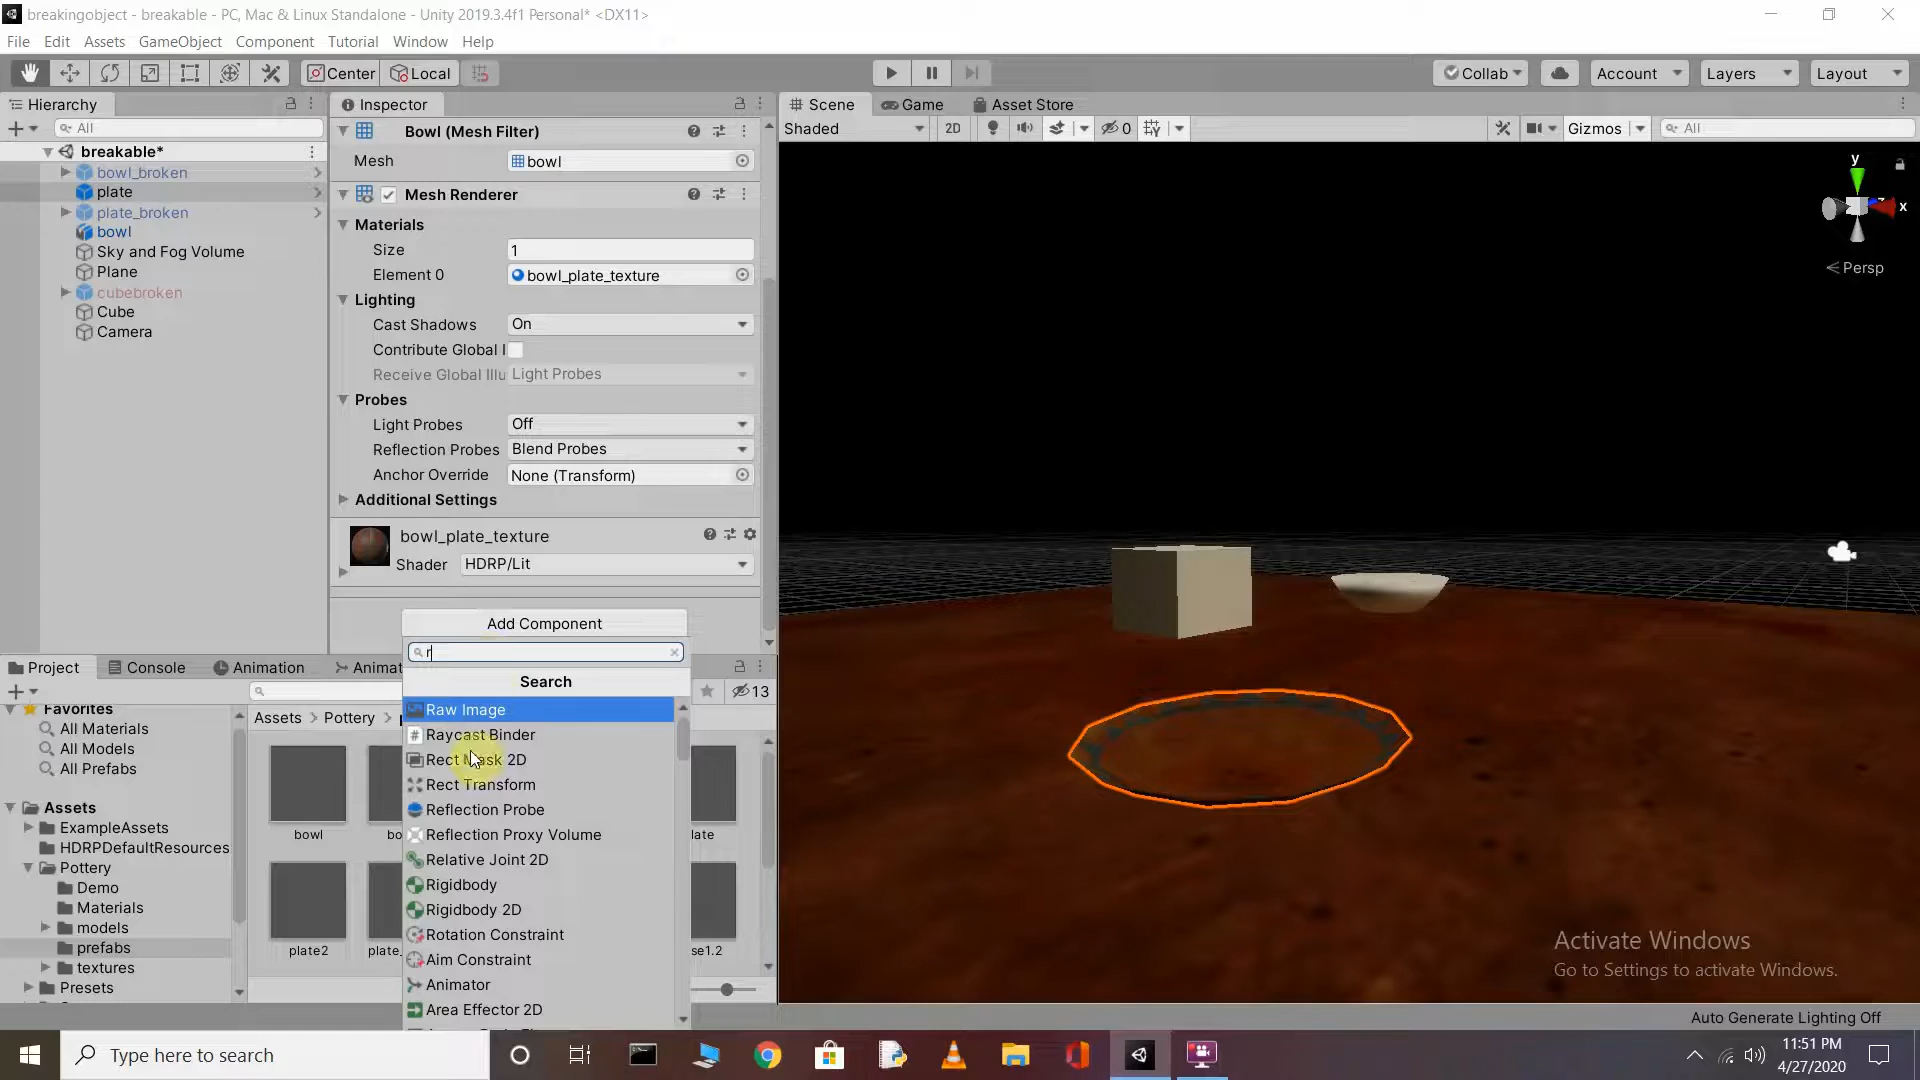 breakingobject - breakable - PC, Mac & Linux Standalone - Unity 2019.3.4f1 Personal* <DX11>
File Edit Assets GameObject Component Tutorial Window Help
Center Local Collab Account Layers Layout
Hierarchy
All
breakable*
bowl_broken
plate
plate_broken
bowl
Sky and Fog Volume
Plane
cubebroken
Cube
Camera
Inspector
Bowl (Mesh Filter)
Mesh bowl
Mesh Renderer
Materials
Size 1
Element 0 bowl_plate_texture
Lighting
Cast Shadows On
Contribute Global I
Receive Global Illu Light Probes
Probes
Light Probes Off
Reflection Probes Blend Probes
Anchor Override None (Transform)
Additional Settings
bowl_plate_texture
Shader HDRP/Lit
Add Component
r
Search
Raw Image
Raycast Binder
Rect Mask 2D
Rect Transform
Reflection Probe
Reflection Proxy Volume
Relative Joint 2D
Rigidbody
Rigidbody 2D
Rotation Constraint
Aim Constraint
Animator
Area Effector 2D
Scene Game Asset Store
Shaded 2D 0 Gizmos All
y
x
Persp
Project Console Animation Animat
13
Favorites
All Materials
All Models
All Prefabs
Assets
ExampleAssets
HDRPDefaultResources
Pottery
Demo
Materials
models
prefabs
textures
Presets
Assets > Pottery >
bowl bo late
plate2 plate_ se1.2
Activate Windows
Go to Settings to activate Windows.
Auto Generate Lighting Off
Type here to search
11:51 PM
4/27/2020